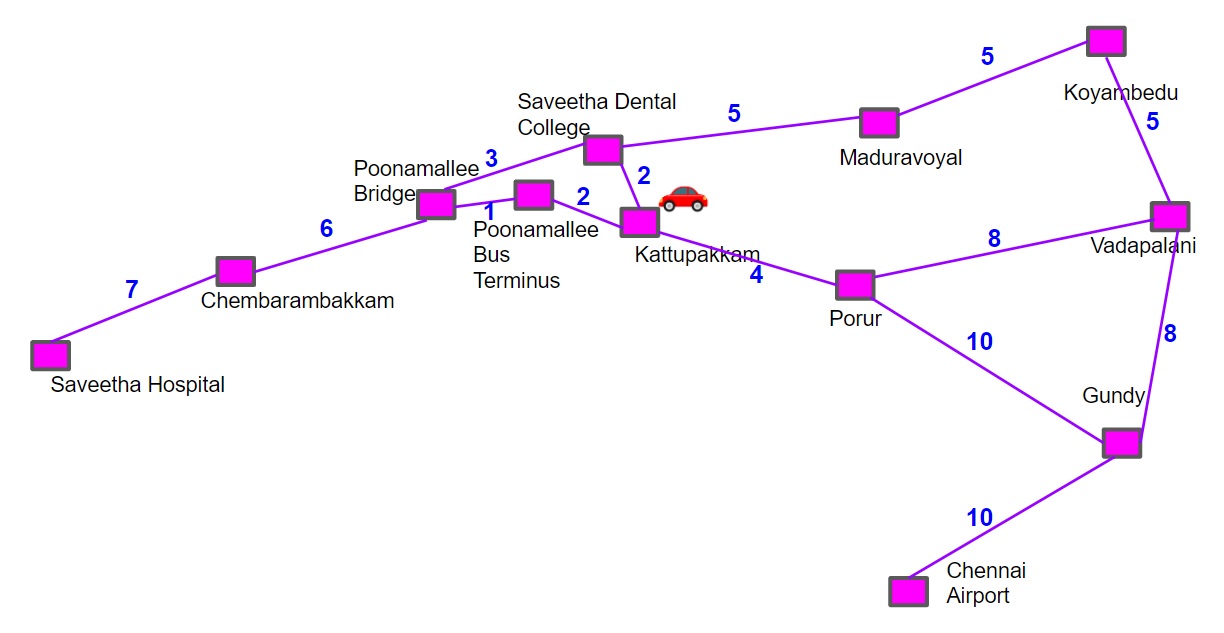 5
Koyambedu
5
Saveetha Dental
College
5
Maduravoyal
Poonamallee
Bridge
3
2
2
1
Poonamallee
Bus
Terminus
Kattupakkam
4
6
7
Chembarambakkam
Saveetha Hospital
8
Vadapalani
Porur
10
8
Gundy
10
Chennai
Airport